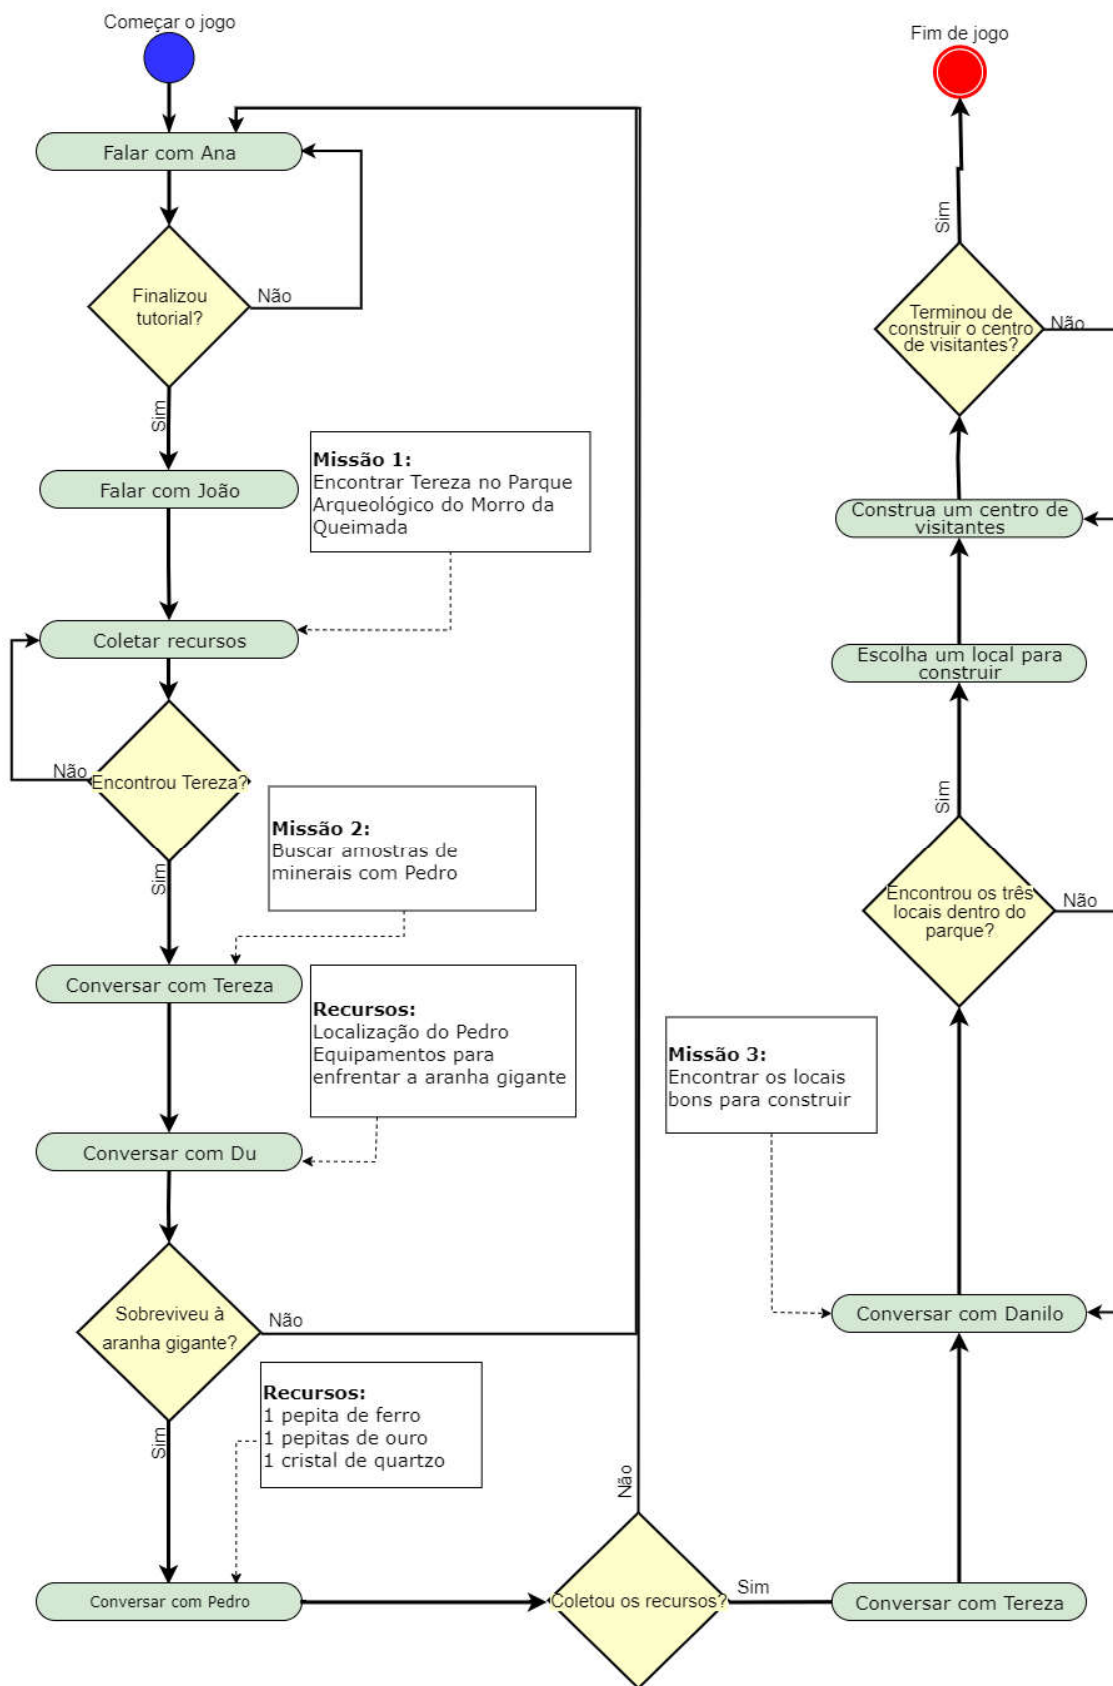 Começar o jogo
Falar com Ana
Finalizou
tutorial?
Não
Sim
Falar com João
Missão 1:
Encontrar Tereza no Parque
Arqueológico do Morro da
Queimada
Coletar recursos
Não
Encontrou Tereza?
Sim
Missão 2:
Buscar amostras de
minerais com Pedro
Conversar com Tereza
Recursos:
Localização do Pedro
Equipamentos para
enfrentar a aranha gigante
Conversar com Du
Sobreviveu à
aranha gigante?
Não
Sim
Recursos:
1 pepita de ferro
1 pepitas de ouro
1 cristal de quartzo
Conversar com Pedro
Coletou os recursos?
Não
Sim
Conversar com Tereza
Conversar com Danilo
Missão 3:
Encontrar os locais
bons para construir
Encontrou os três
locais dentro do
parque?
Não
Sim
Escolha um local para
construir
Construa um centro de
visitantes
Terminou de
construir o centro
de visitantes?
Não
Sim
Fim de jogo